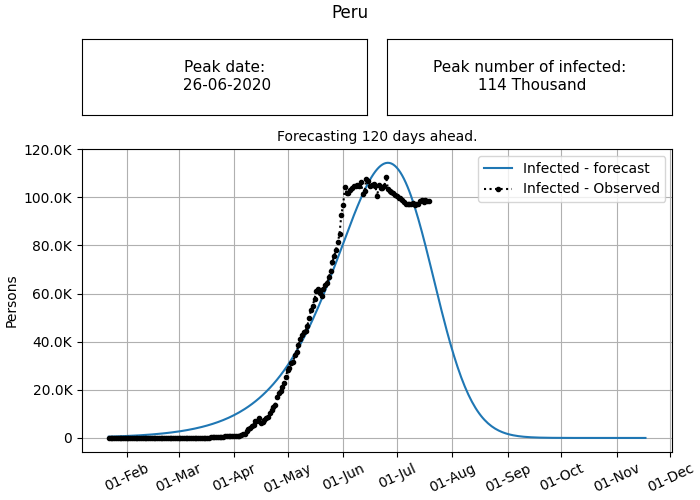 Peru
Peak date:
26-06-2020
Peak number of infected:
114 Thousand
Forecasting 120 days ahead.
120.0K
100.0K
80.0K
60.0K
40.0K
20.0K
0
Persons
Infected - forecast
Infected - Observed
01-Feb
01-Mar
01-Apr
01-May
01-Jun
01-Jul
01-Aug
01-Sep
01-Oct
01-Nov
01-Dec